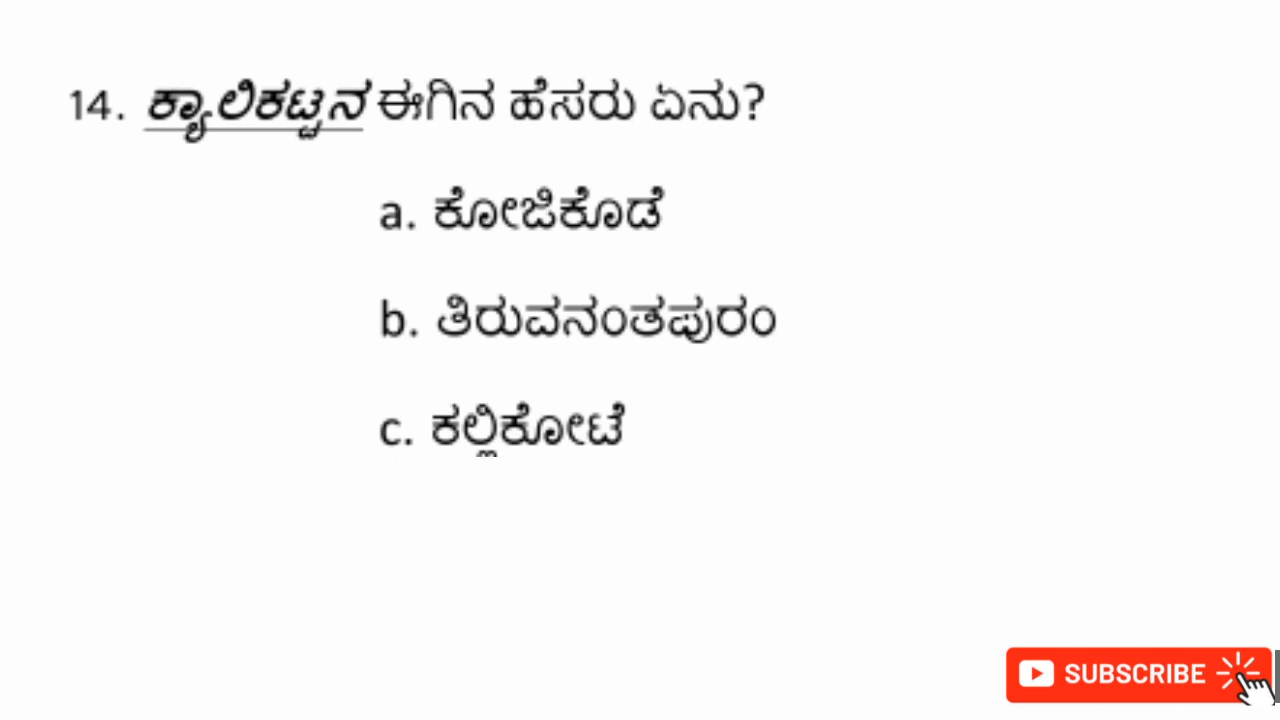 14. ಕ್ಯಾಲಿಕಟ್ಟನ ಈಗಿನ ಹೆಸರು ಏನು?
a. ಕೋಜಿಕೊಡೆ
b. ತಿರುವನಂತಪುರಂ
c. ಕಲ್ಲಿಕೋಟೆ
SUBSCRIBE